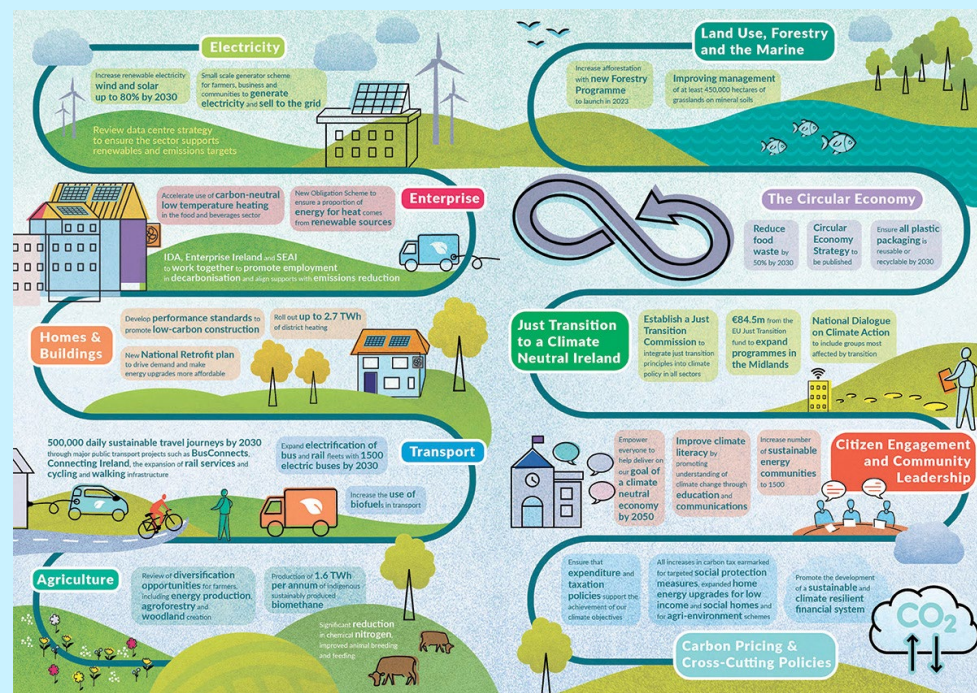 Electricity
Increase renewable electricity
wind and solar
up to 80% by 2030
Small scale generator scheme
for farmers, business and
communities to generate
electricity and sell to the grid
Review data centre strategy
to ensure the sector supports
renewables and emissions targets
Accelerate use of carbon-neutral
low temperature heating
in the food and beverages sector
New Obligation Scheme to
ensure a proportion of
energy for heat comes
from renewable sources
Enterprise
IDA, Enterprise Ireland and SEAI
to work together to promote employment
in decarbonisation and align supports with emissions reduction
Homes &
Buildings
Develop performance standards to
promote low-carbon construction
Roll out up to 2.7 TWh
of district heating
New National Retrofit plan
to drive demand and make
energy upgrades more affordable
500,000 daily sustainable travel journeys by 2030
through major public transport projects such as BusConnects,
Connecting Ireland, the expansion of rail services and
cycling and walking infrastructure
Expand electrification of
bus and rail fleets with 1500
electric buses by 2030
Transport
Increase the use of
biofuels in transport
Agriculture
Review of diversification
opportunities for farmers,
including energy production,
agroforestry and
woodland creation
Production of 1.6 TWh
per annum of indigenous
sustainably produced
biomethane
Significant reduction
in chemical nitrogen,
improved animal breeding
and feeding
Land Use, Forestry
and the Marine
Increase afforestation
with new Forestry
Programme
to launch in 2023
Improving management
of at least 450,000 hectares of
grasslands on mineral soils
The Circular Economy
Reduce
food
waste by
50% by 2030
Circular
Economy
Strategy to
be published
Ensure all plastic
packaging is
reusable or
recyclable by 2030
Just Transition
to a Climate
Neutral Ireland
Establish a Just
Transition
Commission to
integrate just transition
principles into climate
policy in all sectors
€84.5m from the
EU Just Transition
fund to expand
programmes in
the Midlands
National Dialogue
on Climate Action
to include groups most
affected by transition
Empower
everyone to
help deliver on
our goal of
a climate
neutral
economy
by 2050
Improve climate
literacy by
promoting
understanding of
climate change through
education and
communications
Increase number
of sustainable
energy
communities
to 1500
Citizen Engagement
and Community
Leadership
Ensure that
expenditure and
taxation
policies support the
achievement of our
climate objectives
All increases in carbon tax earmarked
for targeted social protection
measures, expanded home
energy upgrades for low
income and social homes and
for agri-environment schemes
Promote the development
of a sustainable and
climate resilient
financial system
CO2
Carbon Pricing &
Cross-Cutting Policies